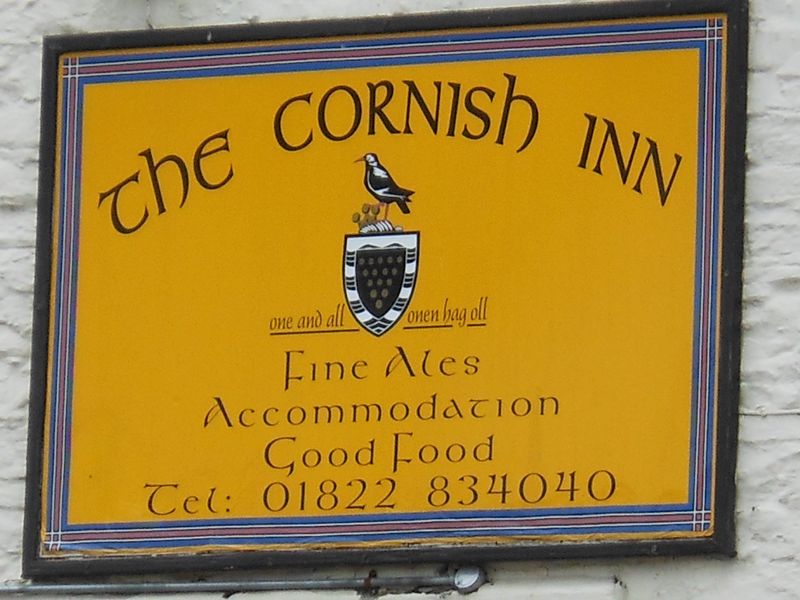 THE CORNISH INN
one and all onen hag oll
Fine Ales
Accommodation
Good Food
Tel: 01822 834040